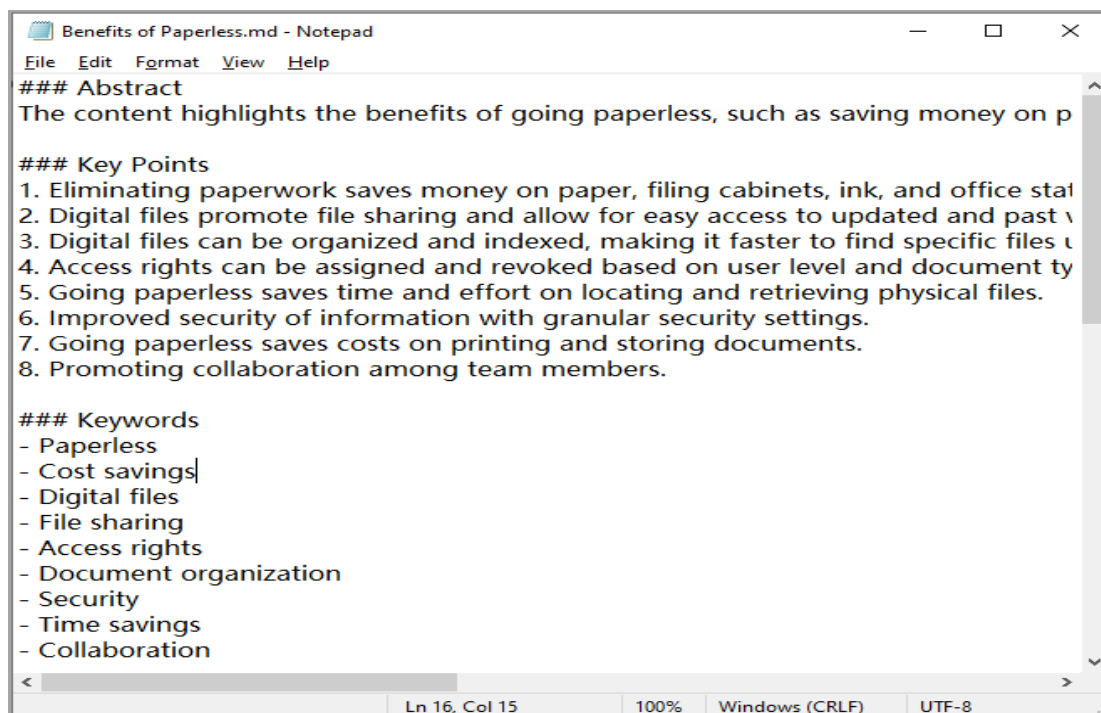 Benefits of Paperless.md - Notepad
File Edit Format View Help
### Abstract
The content highlights the benefits of going paperless, such as saving money on p
### Key Points
1. Eliminating paperwork saves money on paper, filing cabinets, ink, and office stat
2. Digital files promote file sharing and allow for easy access to updated and past
3. Digital files can be organized and indexed, making it faster to find specific files
4. Access rights can be assigned and revoked based on user level and document ty
5. Going paperless saves time and effort on locating and retrieving physical files.
6. Improved security of information with granular security settings.
7. Going paperless saves costs on printing and storing documents.
8. Promoting collaboration among team members.
### Keywords
- Paperless
- Cost savings
- Digital files
- File sharing
- Access rights
- Document organization
- Security
- Time savings
- Collaboration
Ln 16, Col 15 100% Windows (CRLF) UTF-8